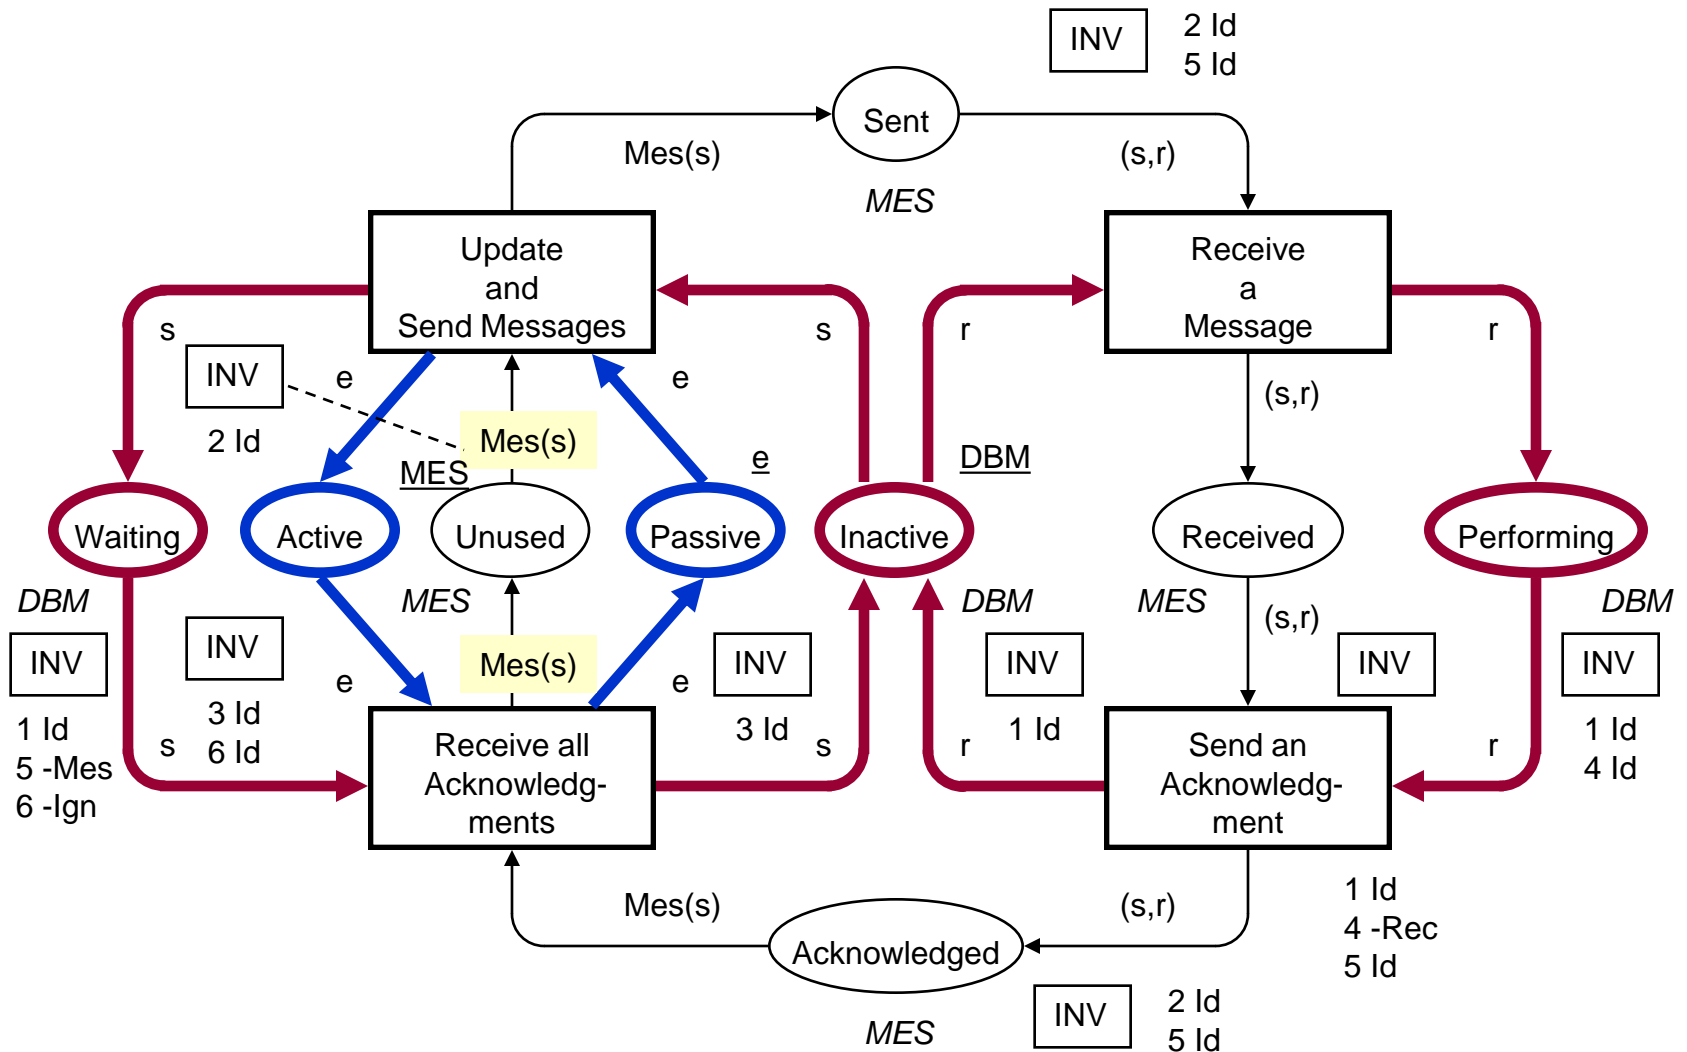 INV
2 Id
5 Id
Sent
Mes(s)
(s,r)
MES
Update
and
Send Messages
Receive
a
Message
s
s
r
r
INV
2 Id
e
e
Mes(s)
MES
e
DBM
(s,r)
Waiting
Active
Unused
Passive
Inactive
Received
Performing
DBM
MES
DBM
MES
DBM
(s,r)
INV
1 Id
5 -Mes
6 -Ign
INV
3 Id
6 Id
Mes(s)
e
e
INV
3 Id
INV
1 Id
INV
INV
1 Id
4 Id
s
s
r
r
Receive all
Acknowledg-
ments
Send an
Acknowledg-
ment
1 Id
4 -Rec
5 Id
Mes(s)
(s,r)
Acknowledged
MES
INV
2 Id
5 Id